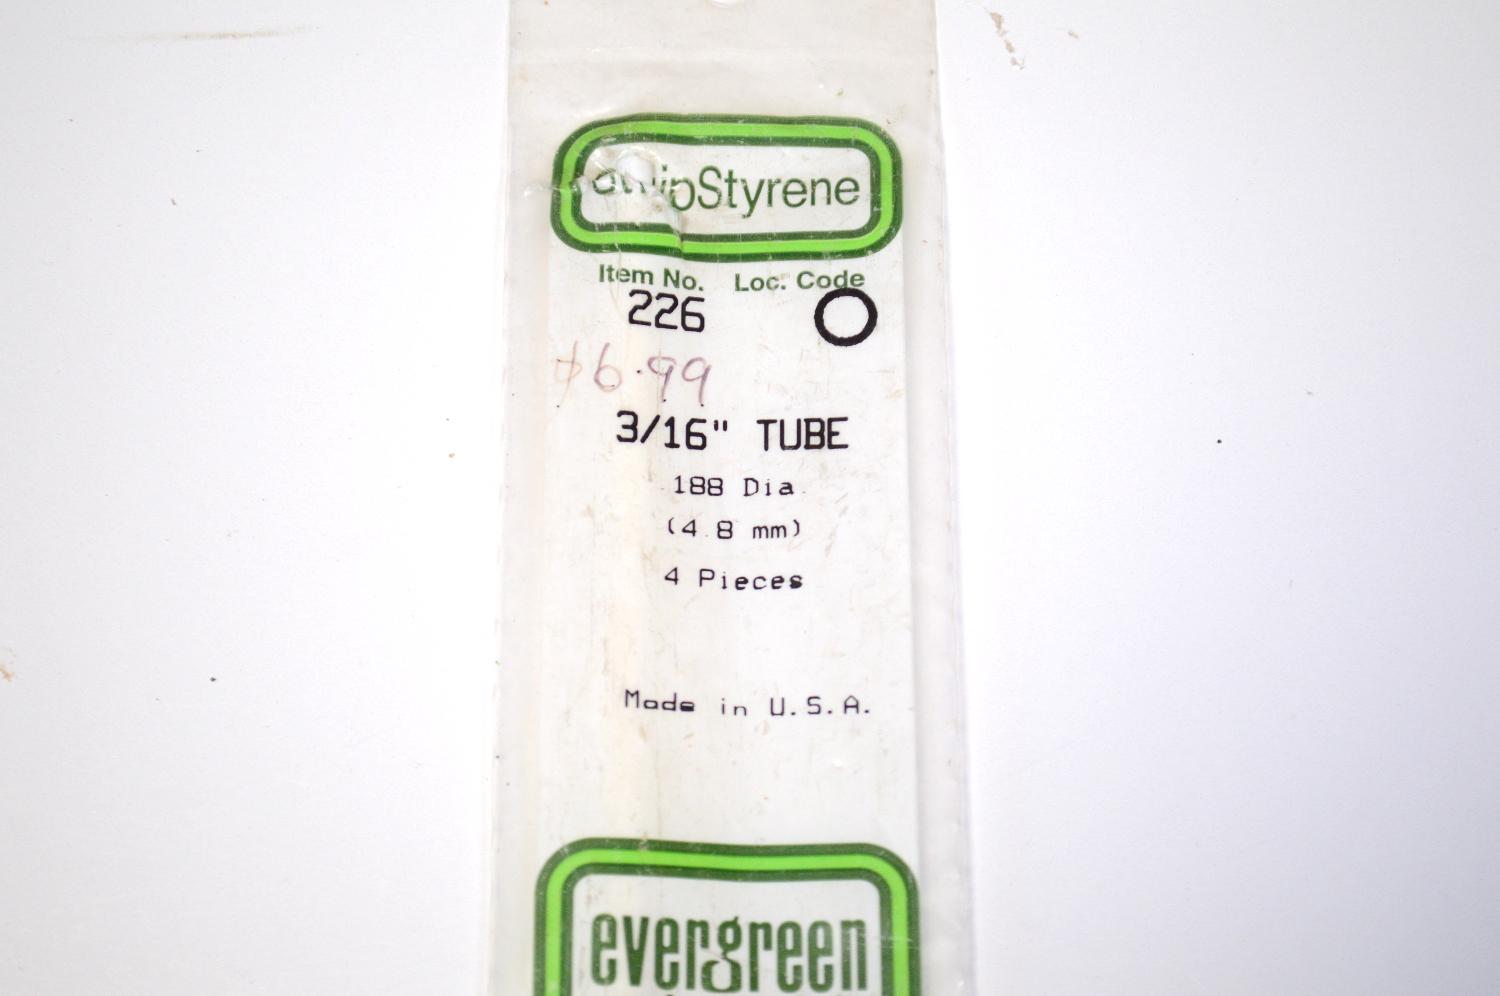 StripStyrene
Item No. Loc. Code
226
$6.99
3/16" TUBE
188 Dia.
(4.8 mm)
4 Pieces
Made in U.S.A.
evergreen